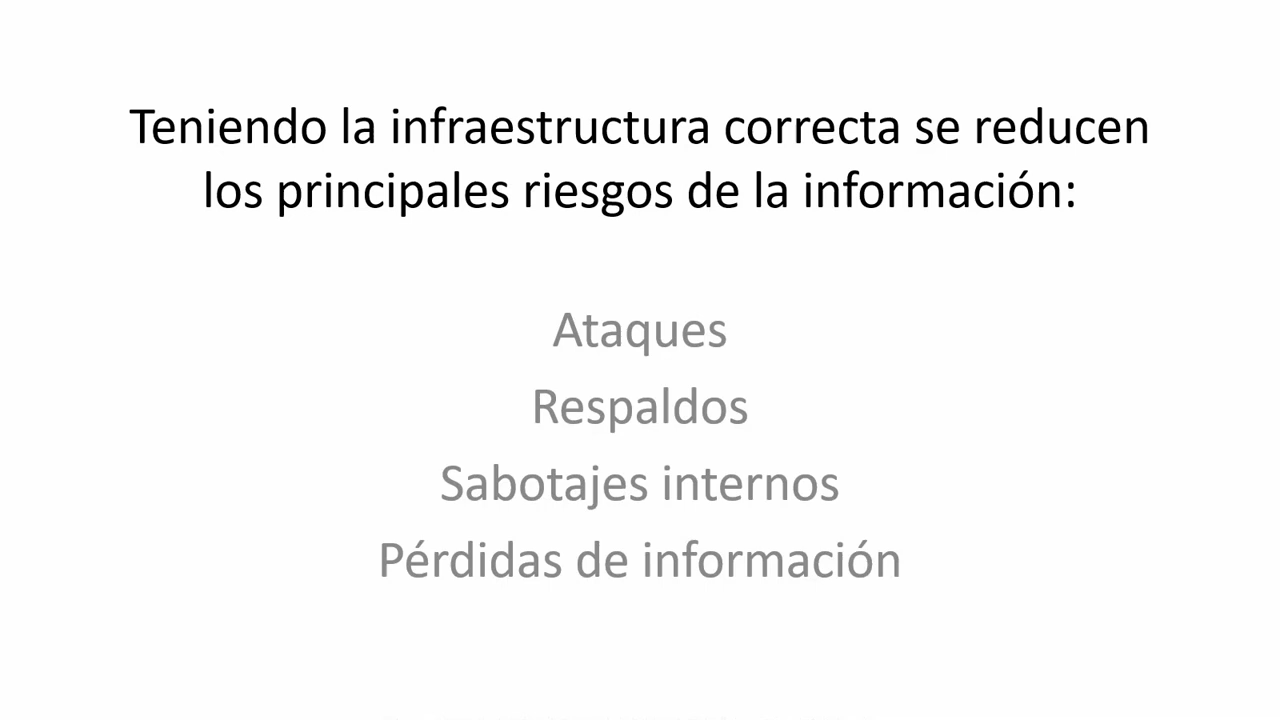 Teniendo la infraestructura correcta se reducen
los principales riesgos de la información:
Ataques
Respaldos
Sabotajes internos
Pérdidas de información